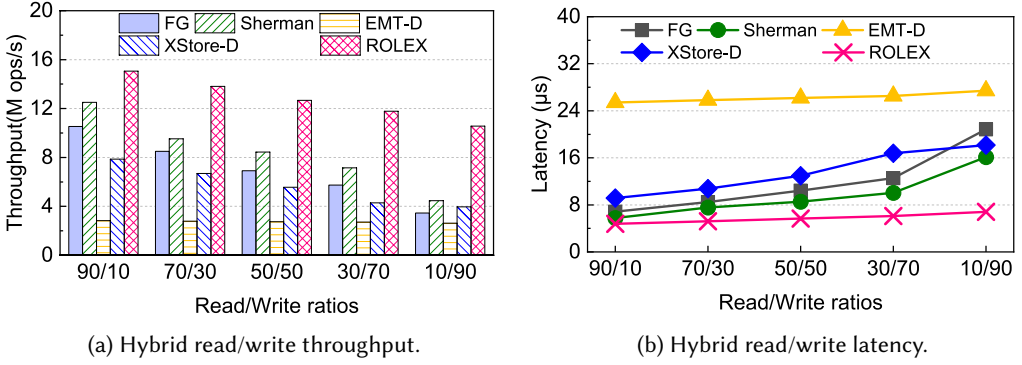 20
16
12
8
4
0
Throughput(M ops/s)
FG Sherman EMT-D
XStore-D ROLEX
90/10 70/30 50/50 30/70 10/90
Read/Write ratios
(a) Hybrid read/write throughput.
40
32
24
16
8
0
Latency (μs)
FG Sherman EMT-D
XStore-D ROLEX
90/10 70/30 50/50 30/70 10/90
Read/Write ratios
(b) Hybrid read/write latency.